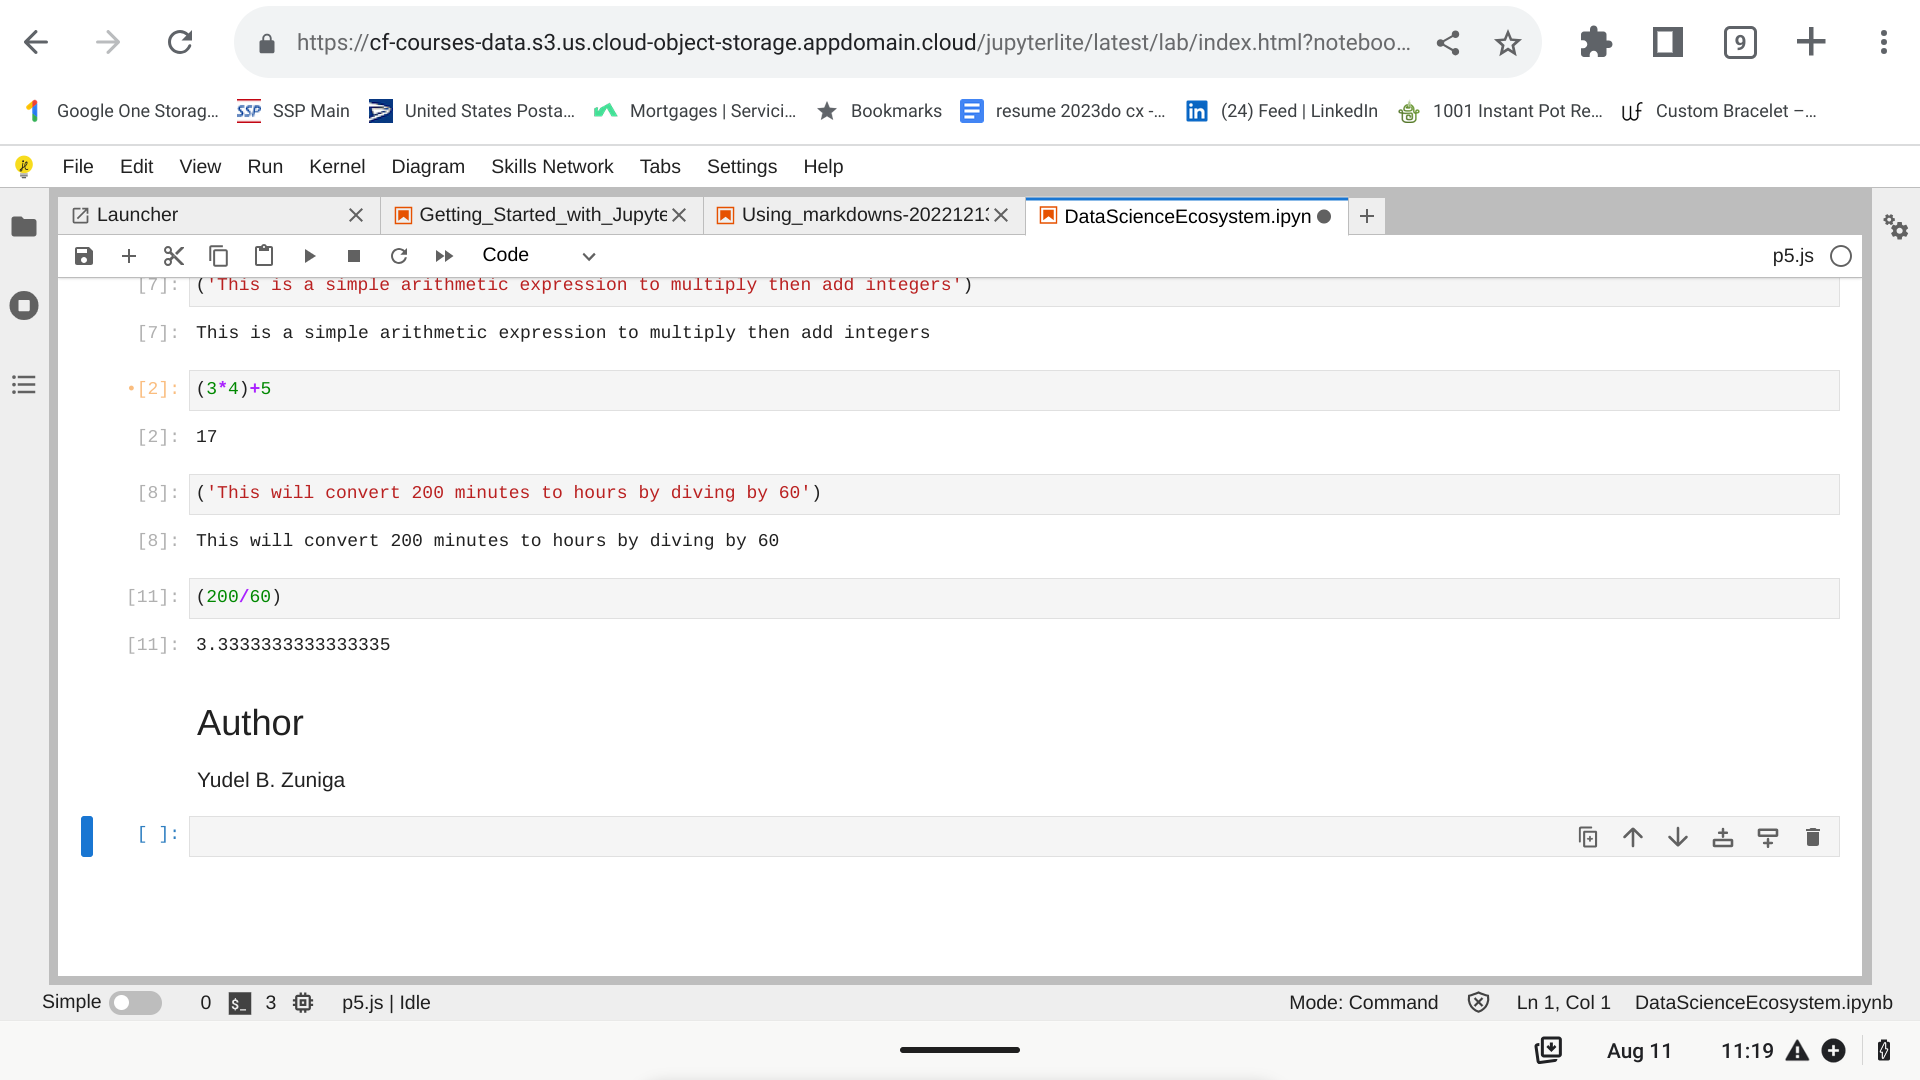 https://cf-courses-data.s3.us.cloud-object-storage.appdomain.cloud/jupyterlite/latest/lab/index.html?noteboo... 9
Google One Storag... SSP SSP Main United States Posta... Mortgages | Servici... Bookmarks resume 2023do cx -... in (24) Feed | LinkedIn 1001 Instant Pot Re... Custom Bracelet –...
File Edit View Run Kernel Diagram Skills Network Tabs Settings Help
Launcher Getting_Started_with_Jupyte Using_markdowns-2022121 DataScienceEcosystem.ipyn
Code p5.js
[7]: ('This is a simple arithmetic expression to multiply then add integers')
[7]: This is a simple arithmetic expression to multiply then add integers
•[2]: (3*4)+5
[2]: 17
[8]: ('This will convert 200 minutes to hours by diving by 60')
[8]: This will convert 200 minutes to hours by diving by 60
[11]: (200/60)
[11]: 3.3333333333333335
Author
Yudel B. Zuniga
[ ]:
Simple 0 $_ 3 p5.js | Idle Mode: Command Ln 1, Col 1 DataScienceEcosystem.ipynb
Aug 11 11:19